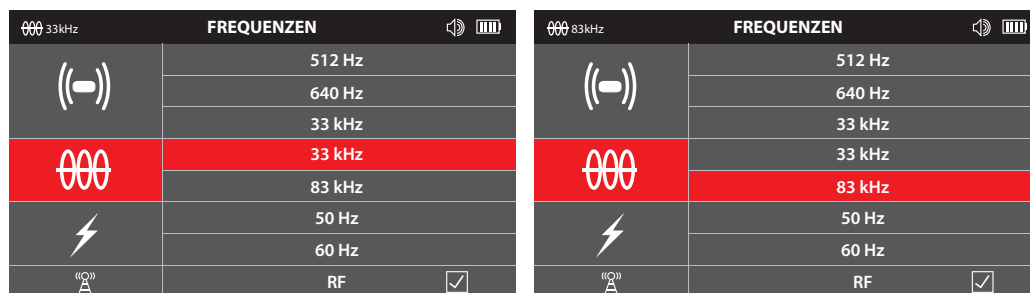 33kHz FREQUENZEN
512 Hz
640 Hz
33 kHz
33 kHz
83 kHz
50 Hz
60 Hz
RF
83kHz FREQUENZEN
512 Hz
640 Hz
33 kHz
33 kHz
83 kHz
50 Hz
60 Hz
RF